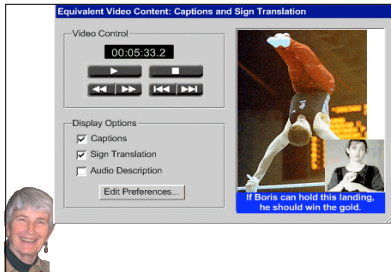 Equivalent Video Content: Captions and Sign Translation
Video Control
00:05:33.2
Display Options
Captions
Sign Translation
Audio Description
Edit Preferences...
If Boris can hold this landing,
he should win the gold.